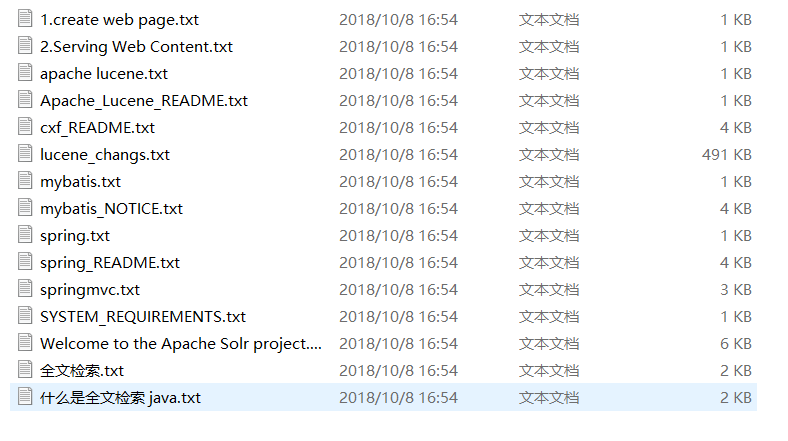 1.create web page.txt 2018/10/8 16:54 文本文档 1 KB
2.Serving Web Content.txt 2018/10/8 16:54 文本文档 1 KB
apache lucene.txt 2018/10/8 16:54 文本文档 1 KB
Apache_Lucene_README.txt 2018/10/8 16:54 文本文档 1 KB
cxf_README.txt 2018/10/8 16:54 文本文档 4 KB
lucene_changs.txt 2018/10/8 16:54 文本文档 491 KB
mybatis.txt 2018/10/8 16:54 文本文档 1 KB
mybatis_NOTICE.txt 2018/10/8 16:54 文本文档 4 KB
spring.txt 2018/10/8 16:54 文本文档 1 KB
spring_README.txt 2018/10/8 16:54 文本文档 4 KB
springmvc.txt 2018/10/8 16:54 文本文档 3 KB
SYSTEM_REQUIREMENTS.txt 2018/10/8 16:54 文本文档 1 KB
Welcome to the Apache Solr project.... 2018/10/8 16:54 文本文档 6 KB
全文检索.txt 2018/10/8 16:54 文本文档 2 KB
什么是全文检索 java.txt 2018/10/8 16:54 文本文档 2 KB